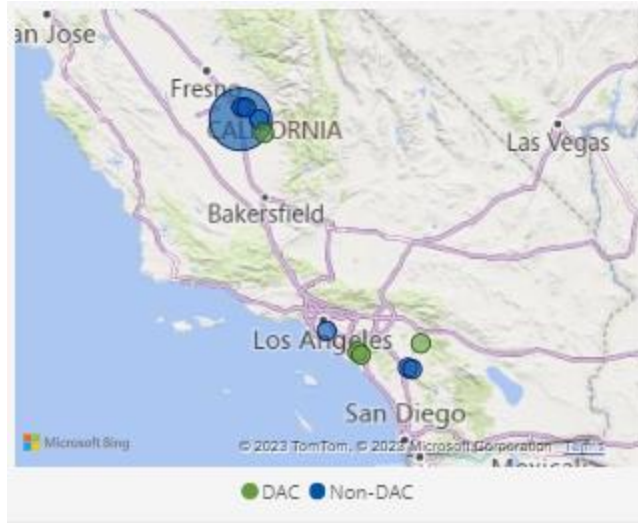 an Jose
Fresno
CALIFORNIA
Las Vegas
Bakersfield
Los Angeles
San Diego
Microsoft Bing
© 2023 TomTom, © 2023 Microsoft Corporation Terms
Mexicali
DAC Non-DAC